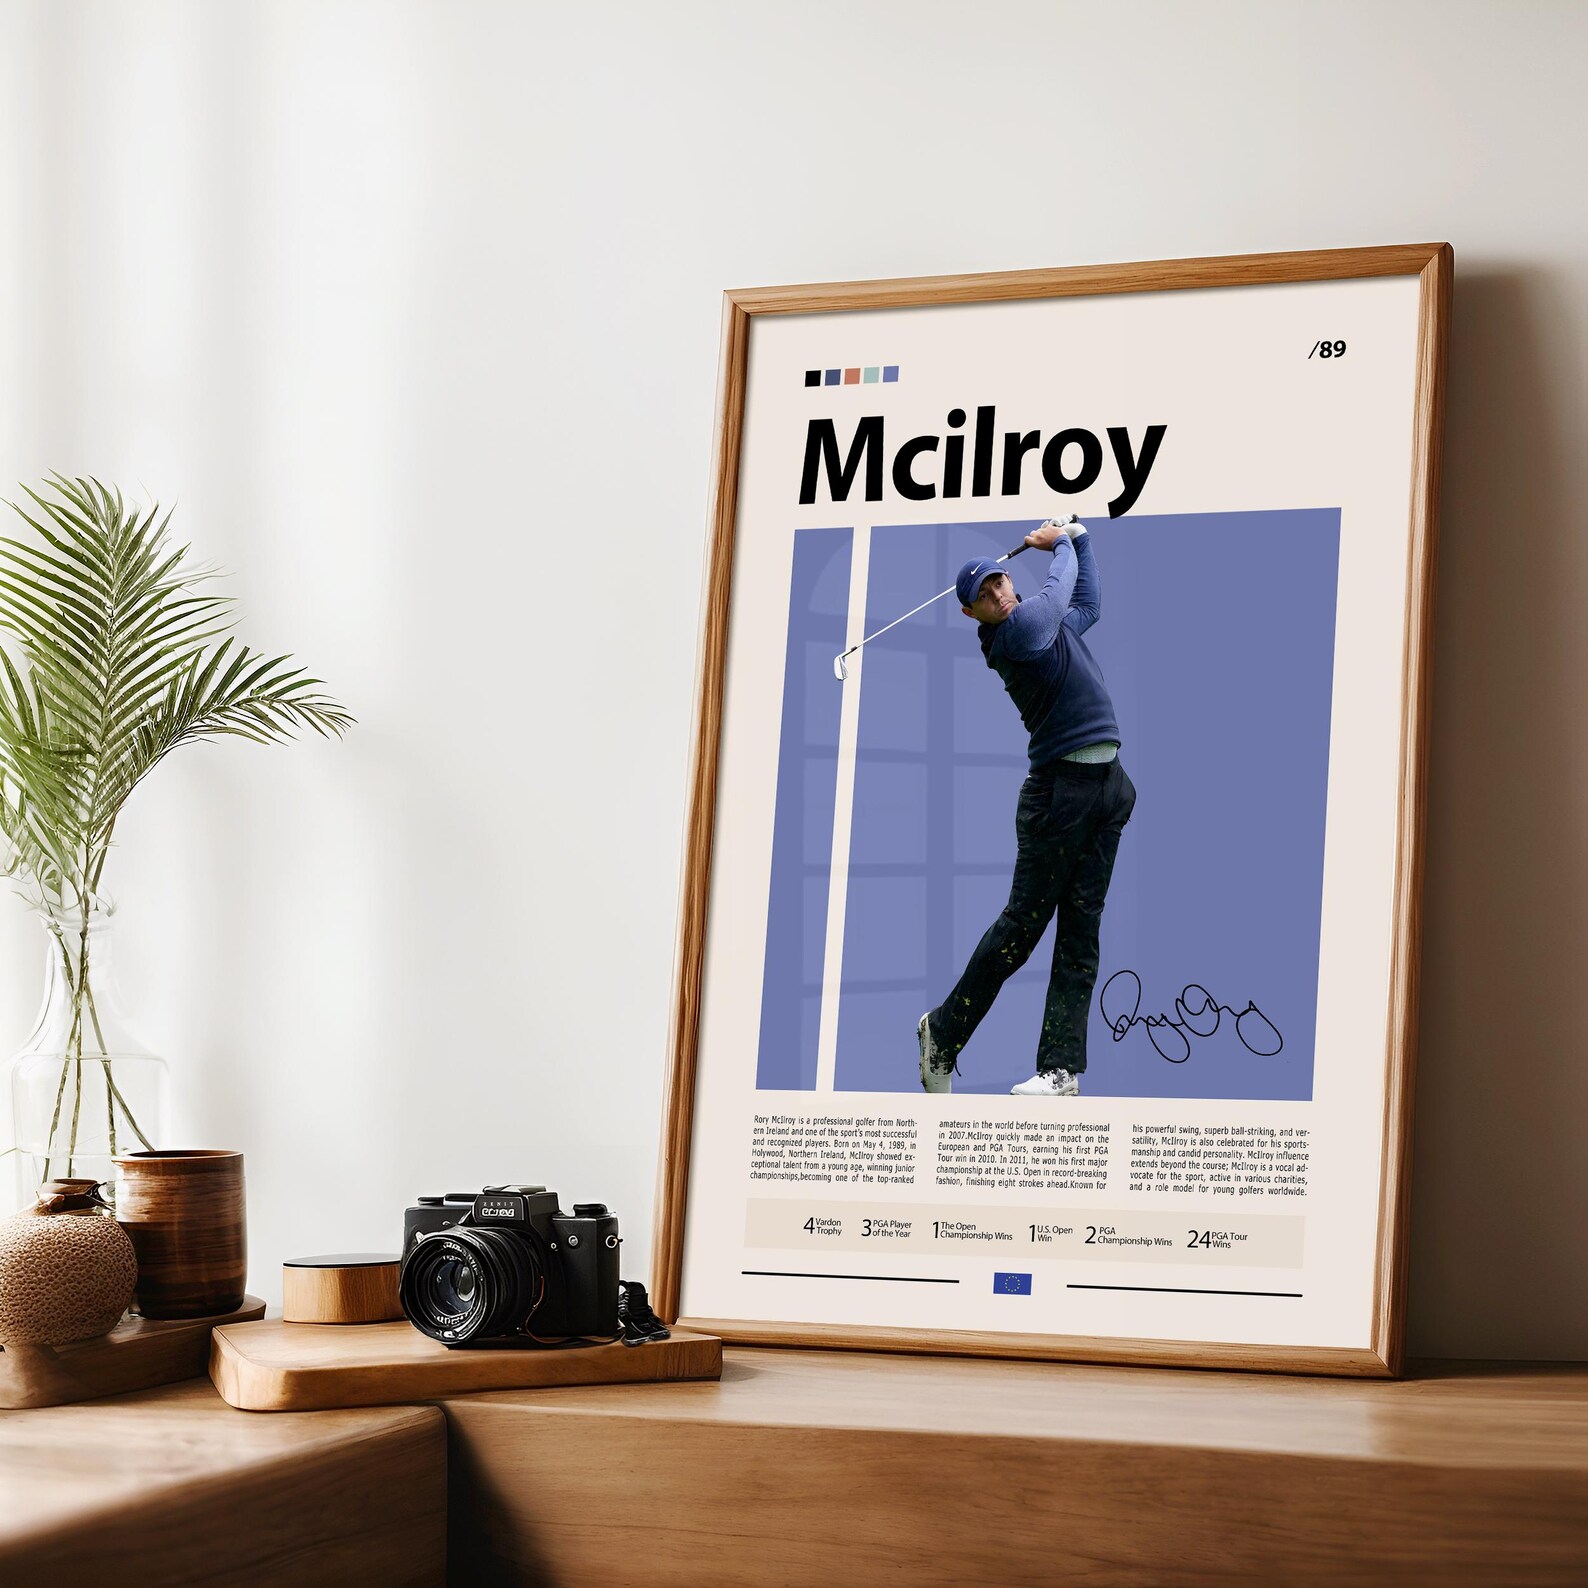 /89
Mcilroy
Rory McIlroy is a professional golfer from North-
ern Ireland and one of the sport's most successful
and recognized players. Born on May 4, 1989, in
Holywood, Northern Ireland, McIlroy showed ex-
ceptional talent from a young age, winning junior
championships,becoming one of the top-ranked
amateurs in the world before turning professional
in 2007.McIlroy quickly made an impact on the
European and PGA Tours, earning his first PGA
Tour win in 2010. In 2011, he won his first major
championship at the U.S. Open in record-breaking
fashion, finishing eight strokes ahead.Known for
his powerful swing, superb ball-striking, and ver-
satility, McIlroy is also celebrated for his sports-
manship and candid personality. McIlroy influence
extends beyond the course; McIlroy is a vocal ad-
vocate for the sport, active in various charities,
and a role model for young golfers worldwide.
4 Vardon
Trophy
3 PGA Player
of the Year
1 The Open
Championship Wins
1 U.S. Open
Win
2 PGA
Championship Wins
24 PGA Tour
Wins